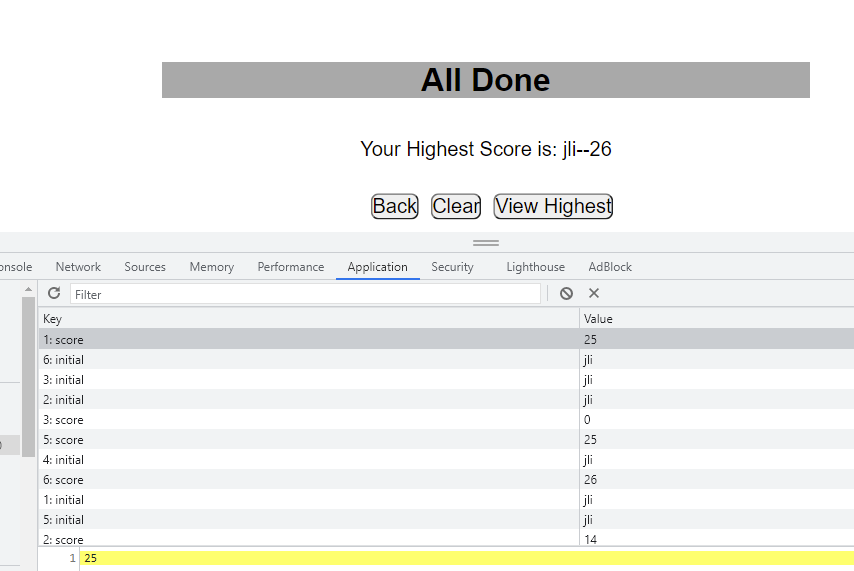 All Done
Your Highest Score is: jli--26
Back Clear View Highest
onsole Network Sources Memory Performance Application Security Lighthouse AdBlock
Filter
Key Value
1: score 25
6: initial jli
3: initial jli
2: initial jli
3: score 0
5: score 25
4: initial jli
6: score 26
1: initial jli
5: initial jli
2: score 14
1 25